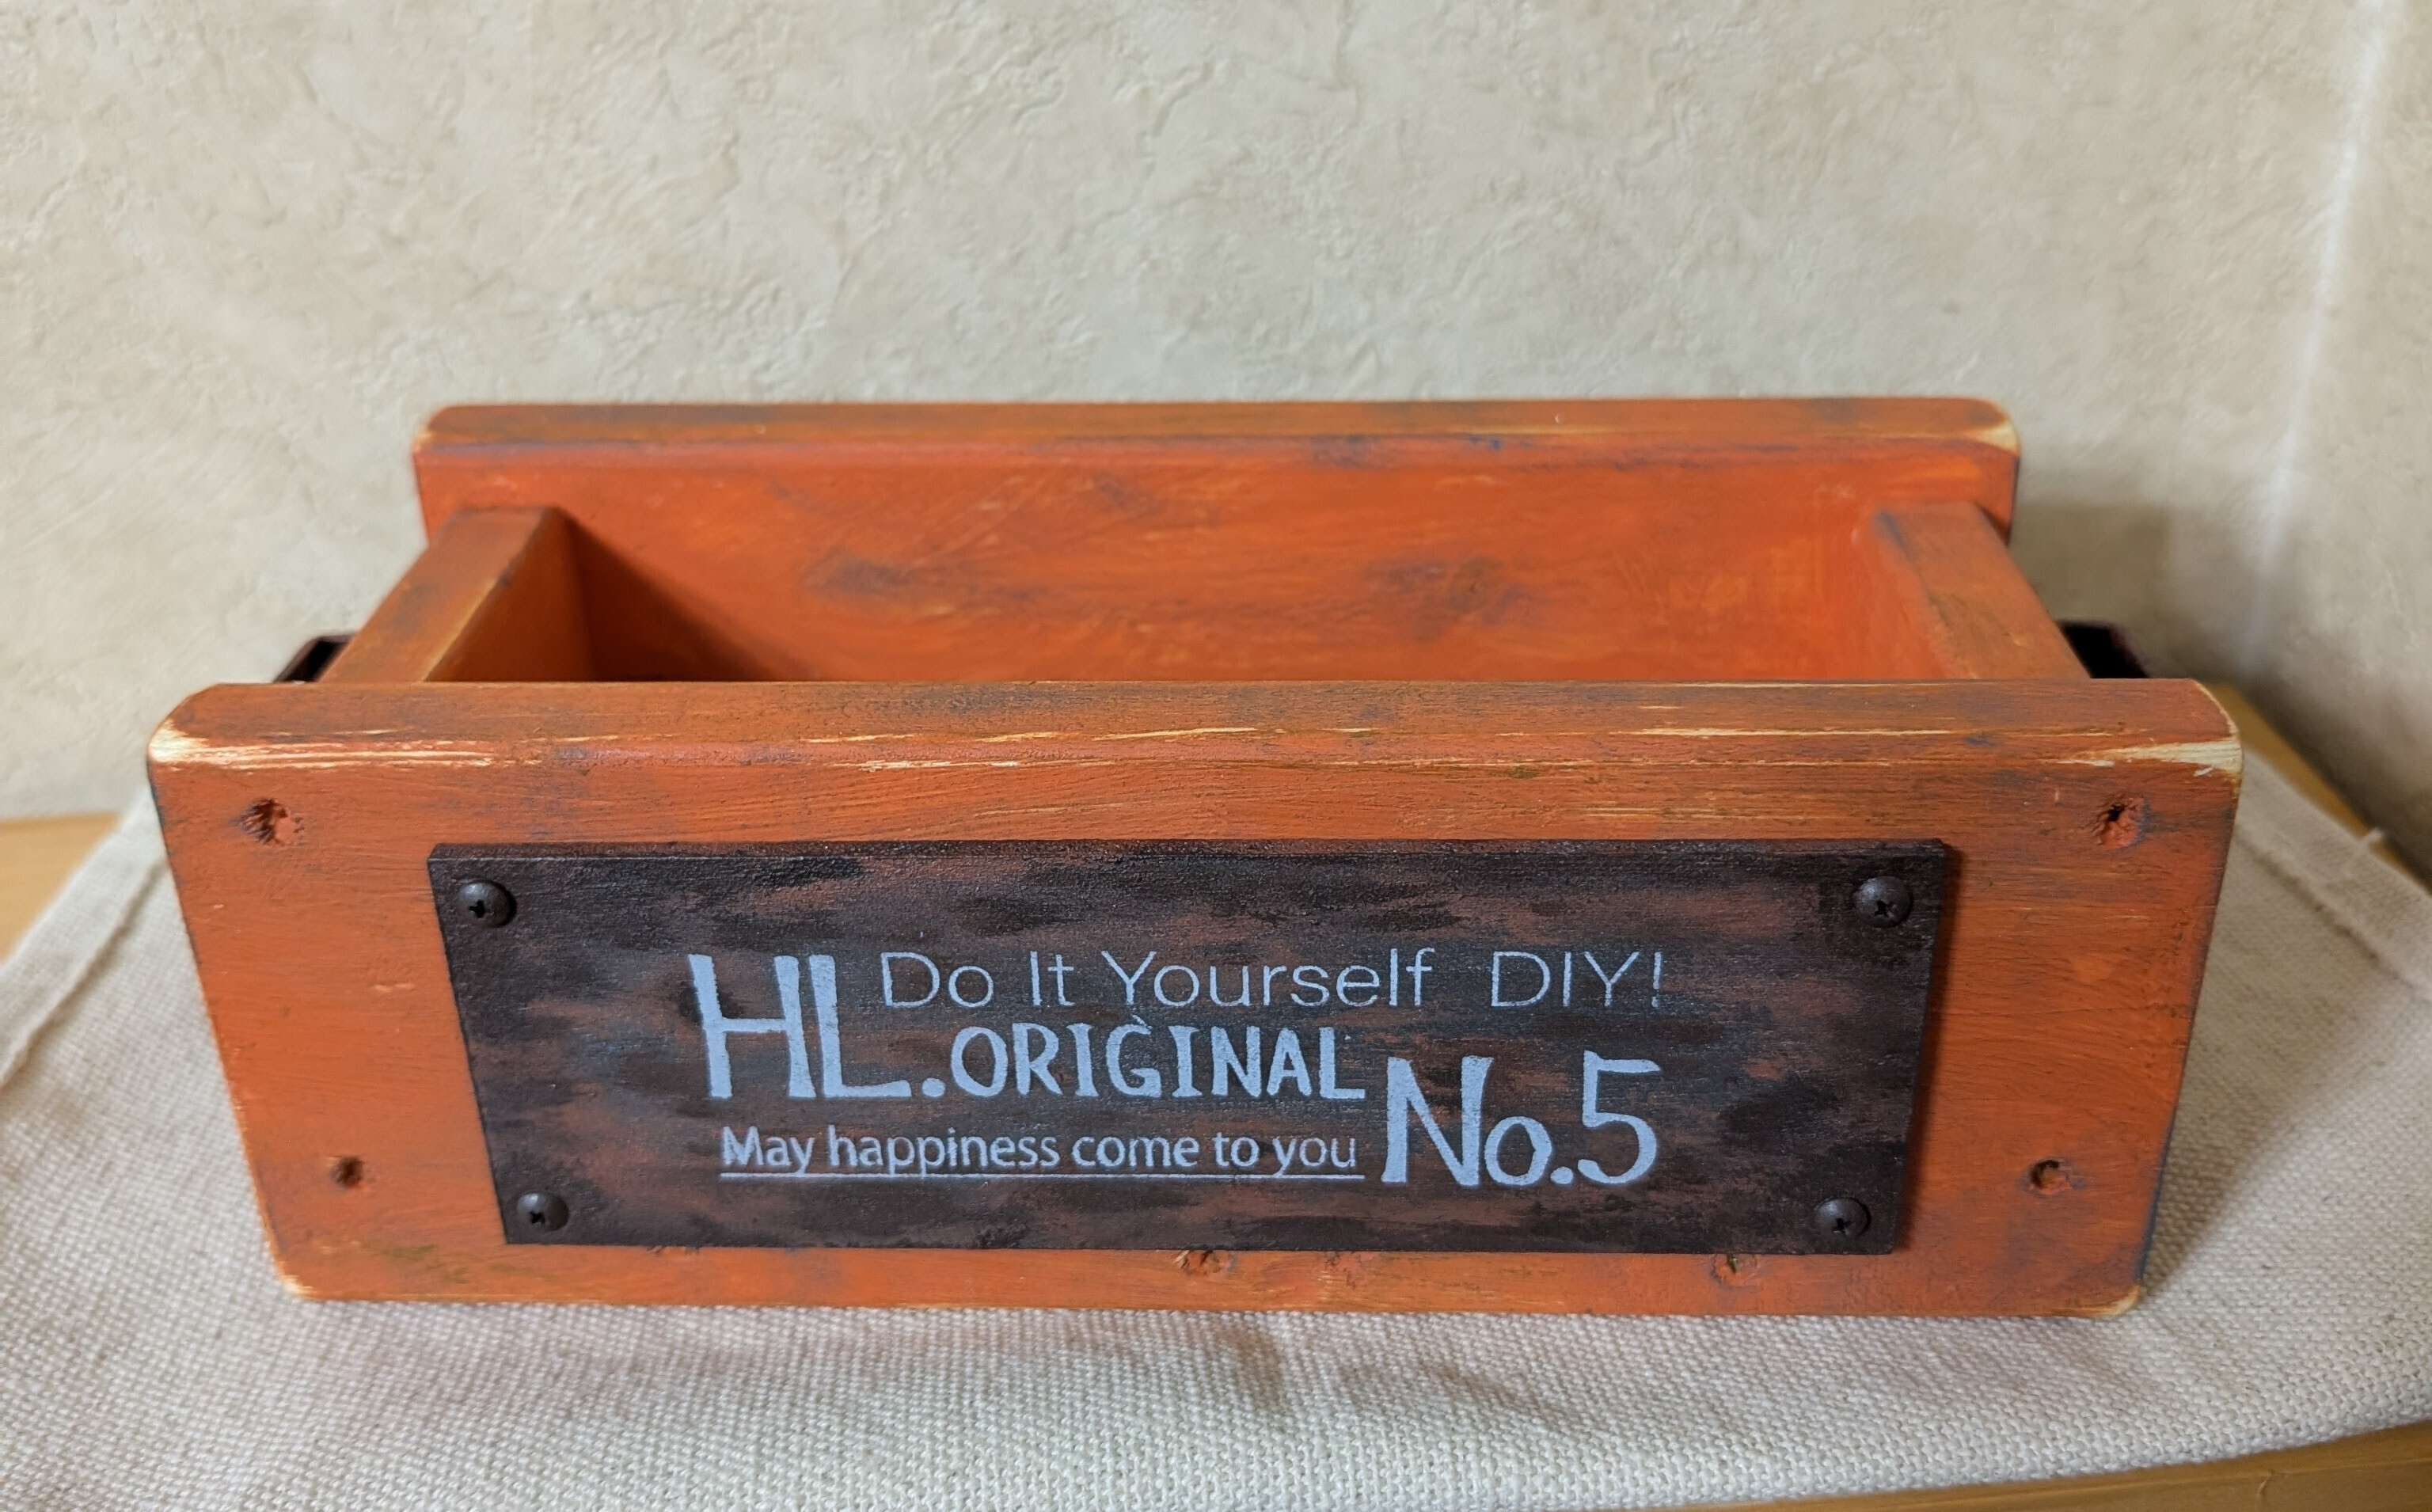 Do It Yourself DIY!
HL.ORIGINAL
No.5
May happiness come to you